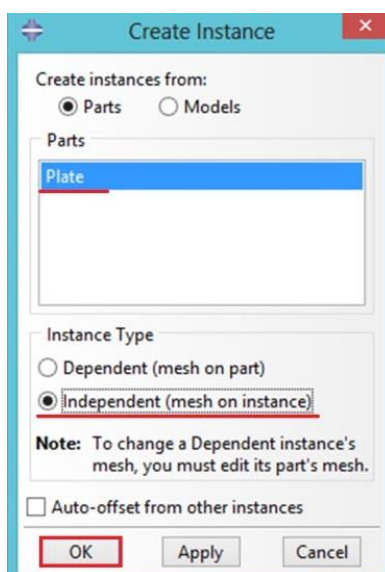 Create Instance
Create instances from:
Parts Models
Parts
Plate
Instance Type
Dependent (mesh on part)
Independent (mesh on instance)
Note: To change a Dependent instance's
mesh, you must edit its part's mesh.
Auto-offset from other instances
OK Apply Cancel